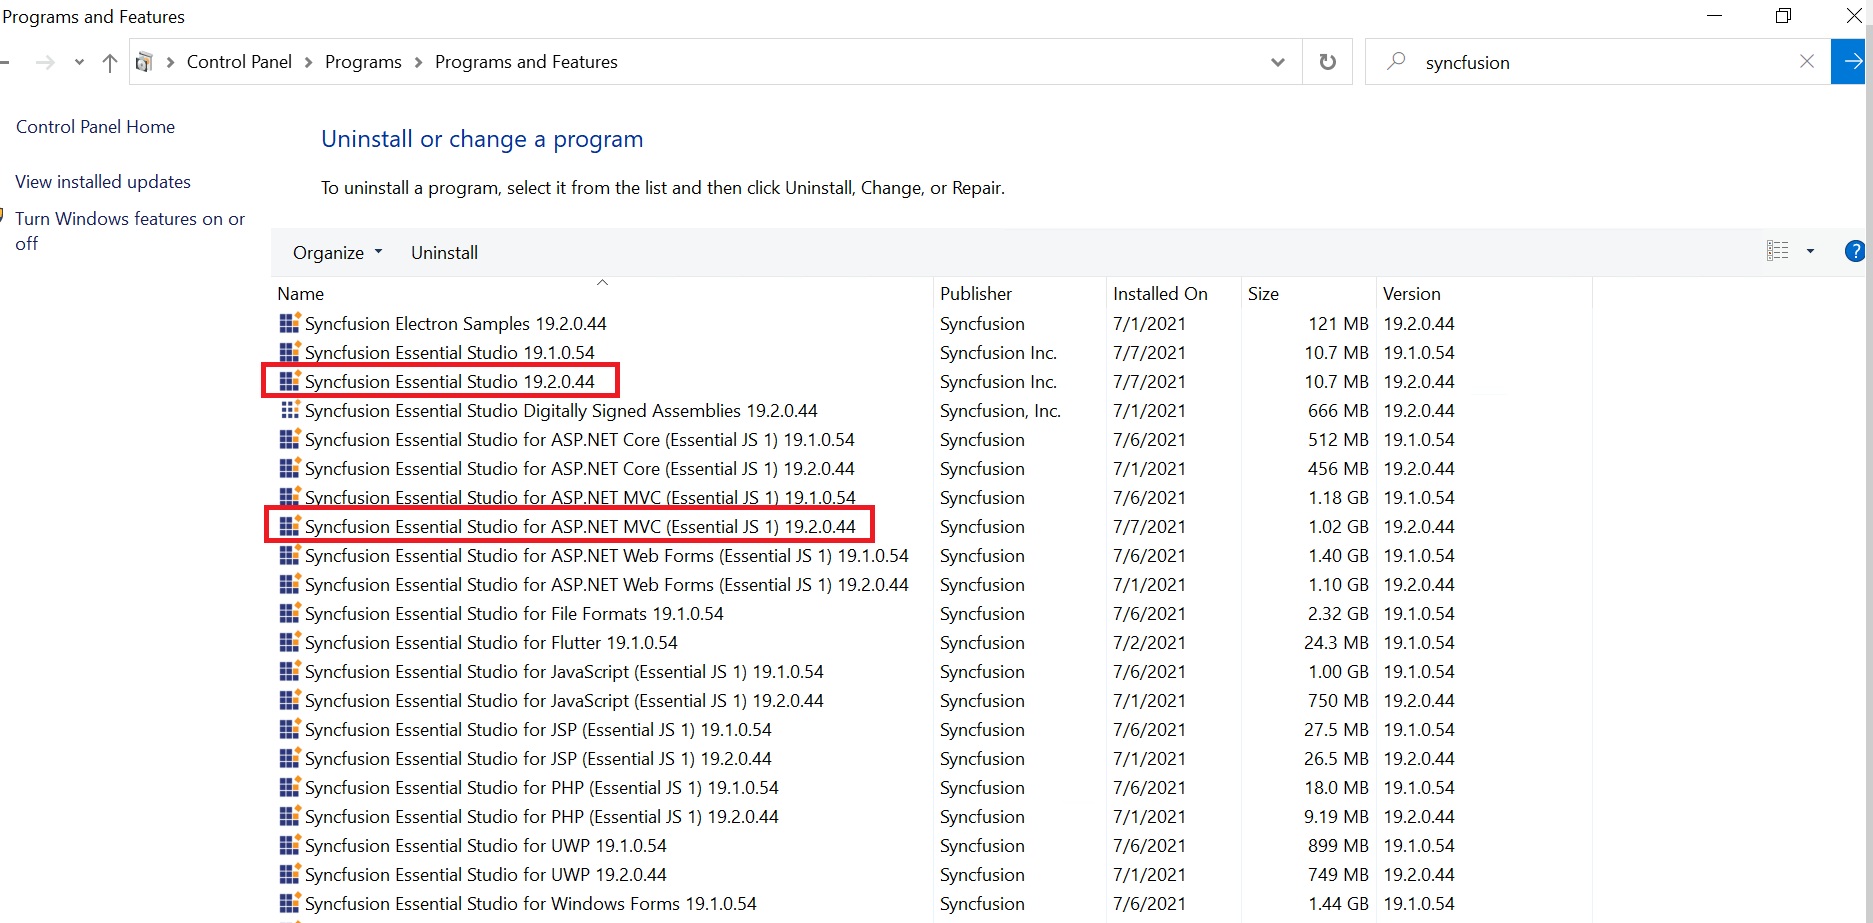 Programs and Features
Control Panel Programs Programs and Features
syncfusion
Control Panel Home
View installed updates
Turn Windows features on or
off
Uninstall or change a program
To uninstall a program, select it from the list and then click Uninstall, Change, or Repair.
Organize Uninstall
?
Name Publisher Installed On Size Version
Syncfusion Electron Samples 19.2.0.44 Syncfusion 7/1/2021 121 MB 19.2.0.44
Syncfusion Essential Studio 19.1.0.54 Syncfusion Inc. 7/7/2021 10.7 MB 19.1.0.54
Syncfusion Essential Studio 19.2.0.44 Syncfusion Inc. 7/7/2021 10.7 MB 19.2.0.44
Syncfusion Essential Studio Digitally Signed Assemblies 19.2.0.44 Syncfusion, Inc. 7/1/2021 666 MB 19.2.0.44
Syncfusion Essential Studio for ASP.NET Core (Essential JS 1) 19.1.0.54 Syncfusion 7/6/2021 512 MB 19.1.0.54
Syncfusion Essential Studio for ASP.NET Core (Essential JS 1) 19.2.0.44 Syncfusion 7/1/2021 456 MB 19.2.0.44
Syncfusion Essential Studio for ASP.NET MVC (Essential JS 1) 19.1.0.54 Syncfusion 7/6/2021 1.18 GB 19.1.0.54
Syncfusion Essential Studio for ASP.NET MVC (Essential JS 1) 19.2.0.44 Syncfusion 7/7/2021 1.02 GB 19.2.0.44
Syncfusion Essential Studio for ASP.NET Web Forms (Essential JS 1) 19.1.0.54 Syncfusion 7/6/2021 1.40 GB 19.1.0.54
Syncfusion Essential Studio for ASP.NET Web Forms (Essential JS 1) 19.2.0.44 Syncfusion 7/1/2021 1.10 GB 19.2.0.44
Syncfusion Essential Studio for File Formats 19.1.0.54 Syncfusion 7/6/2021 2.32 GB 19.1.0.54
Syncfusion Essential Studio for Flutter 19.1.0.54 Syncfusion 7/2/2021 24.3 MB 19.1.0.54
Syncfusion Essential Studio for JavaScript (Essential JS 1) 19.1.0.54 Syncfusion 7/6/2021 1.00 GB 19.1.0.54
Syncfusion Essential Studio for JavaScript (Essential JS 1) 19.2.0.44 Syncfusion 7/1/2021 750 MB 19.2.0.44
Syncfusion Essential Studio for JSP (Essential JS 1) 19.1.0.54 Syncfusion 7/6/2021 27.5 MB 19.1.0.54
Syncfusion Essential Studio for JSP (Essential JS 1) 19.2.0.44 Syncfusion 7/1/2021 26.5 MB 19.2.0.44
Syncfusion Essential Studio for PHP (Essential JS 1) 19.1.0.54 Syncfusion 7/6/2021 18.0 MB 19.1.0.54
Syncfusion Essential Studio for PHP (Essential JS 1) 19.2.0.44 Syncfusion 7/1/2021 9.19 MB 19.2.0.44
Syncfusion Essential Studio for UWP 19.1.0.54 Syncfusion 7/6/2021 899 MB 19.1.0.54
Syncfusion Essential Studio for UWP 19.2.0.44 Syncfusion 7/1/2021 749 MB 19.2.0.44
Syncfusion Essential Studio for Windows Forms 19.1.0.54 Syncfusion 7/6/2021 1.44 GB 19.1.0.54